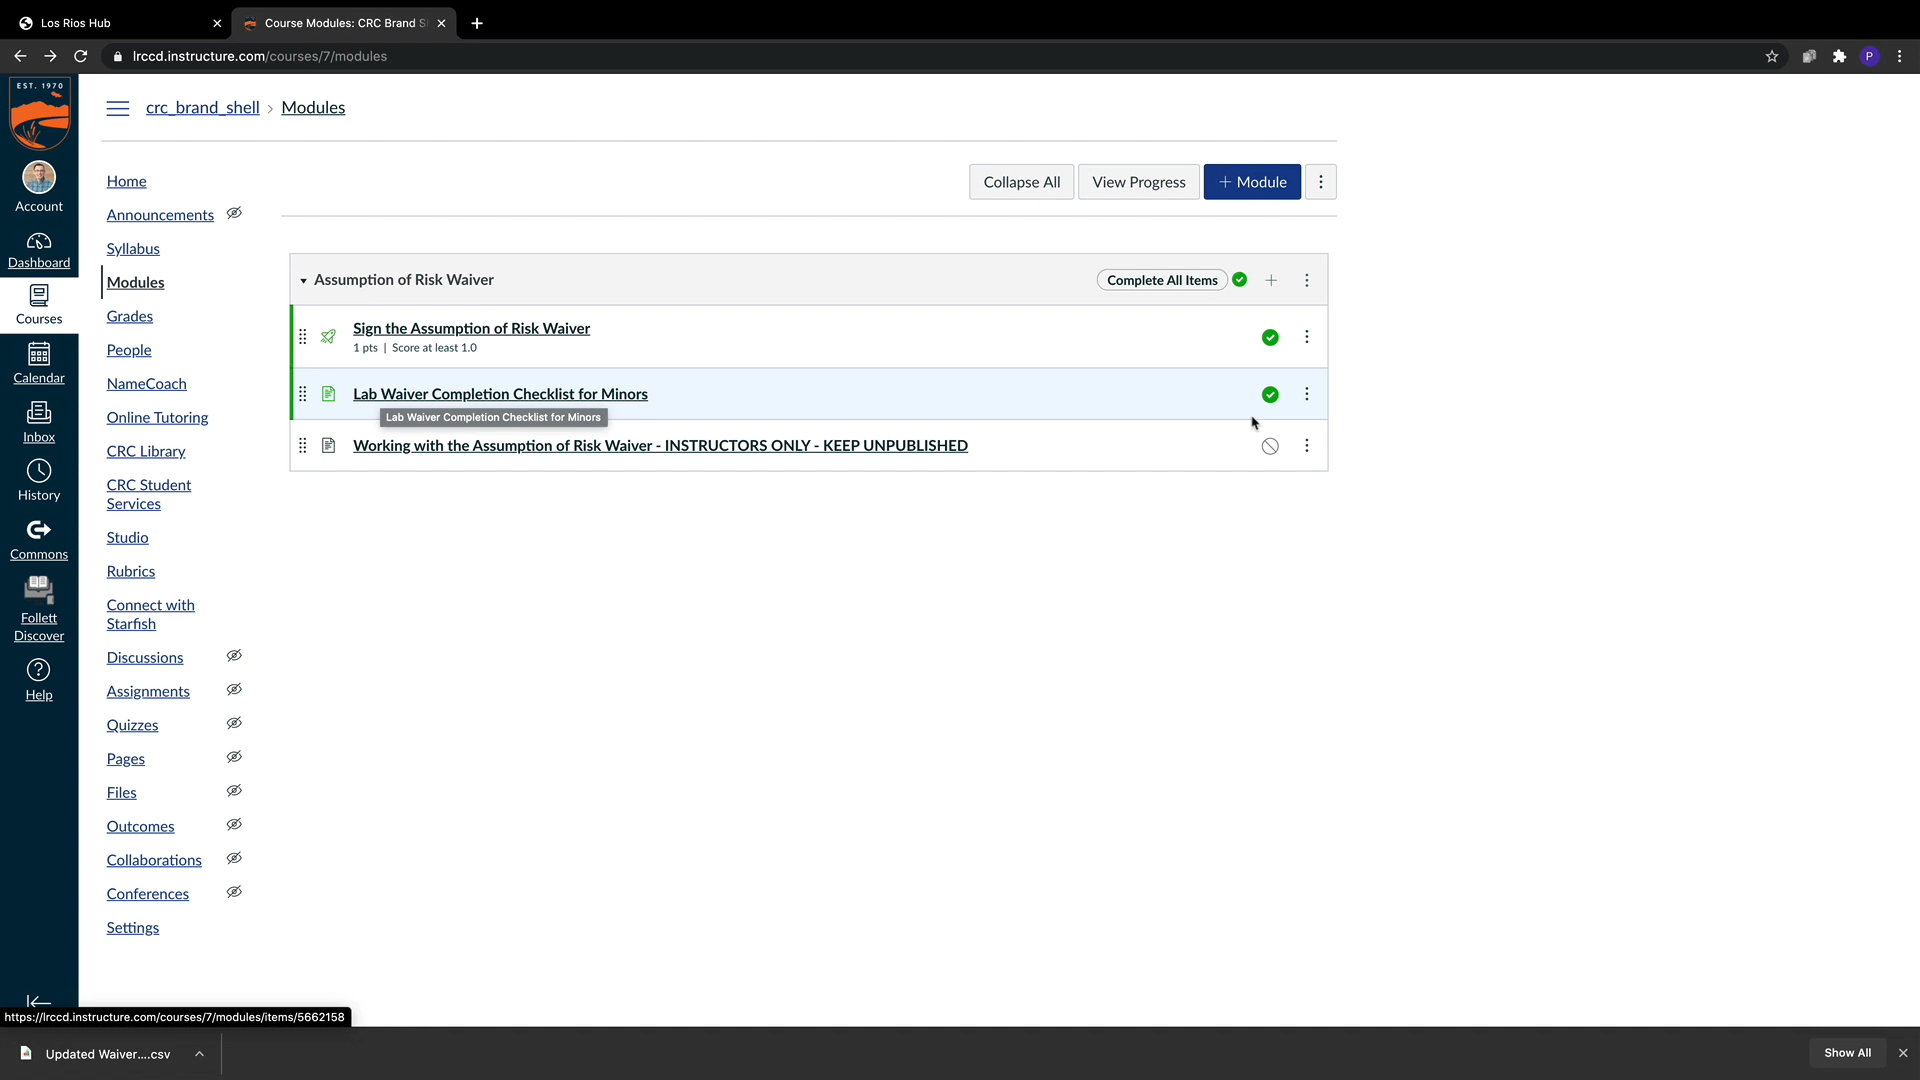 Los Rios Hub
Course Modules: CRC Brand S
lrccd.instructure.com/courses/7/modules
P
EST. 1970
crc_brand_shell > Modules
Account
Dashboard
Courses
Calendar
Inbox
History
Commons
Follett
Discover
Help
Home
Announcements
Syllabus
Modules
Grades
People
NameCoach
Online Tutoring
CRC Library
CRC Student
Services
Studio
Rubrics
Connect with
Starfish
Discussions
Assignments
Quizzes
Pages
Files
Outcomes
Collaborations
Conferences
Settings
Collapse All
View Progress
+ Module
Assumption of Risk Waiver
Complete All Items
Sign the Assumption of Risk Waiver
1 pts | Score at least 1.0
Lab Waiver Completion Checklist for Minors
Lab Waiver Completion Checklist for Minors
Working with the Assumption of Risk Waiver - INSTRUCTORS ONLY - KEEP UNPUBLISHED
https://lrccd.instructure.com/courses/7/modules/items/5662158
Updated Waiver....csv
Show All